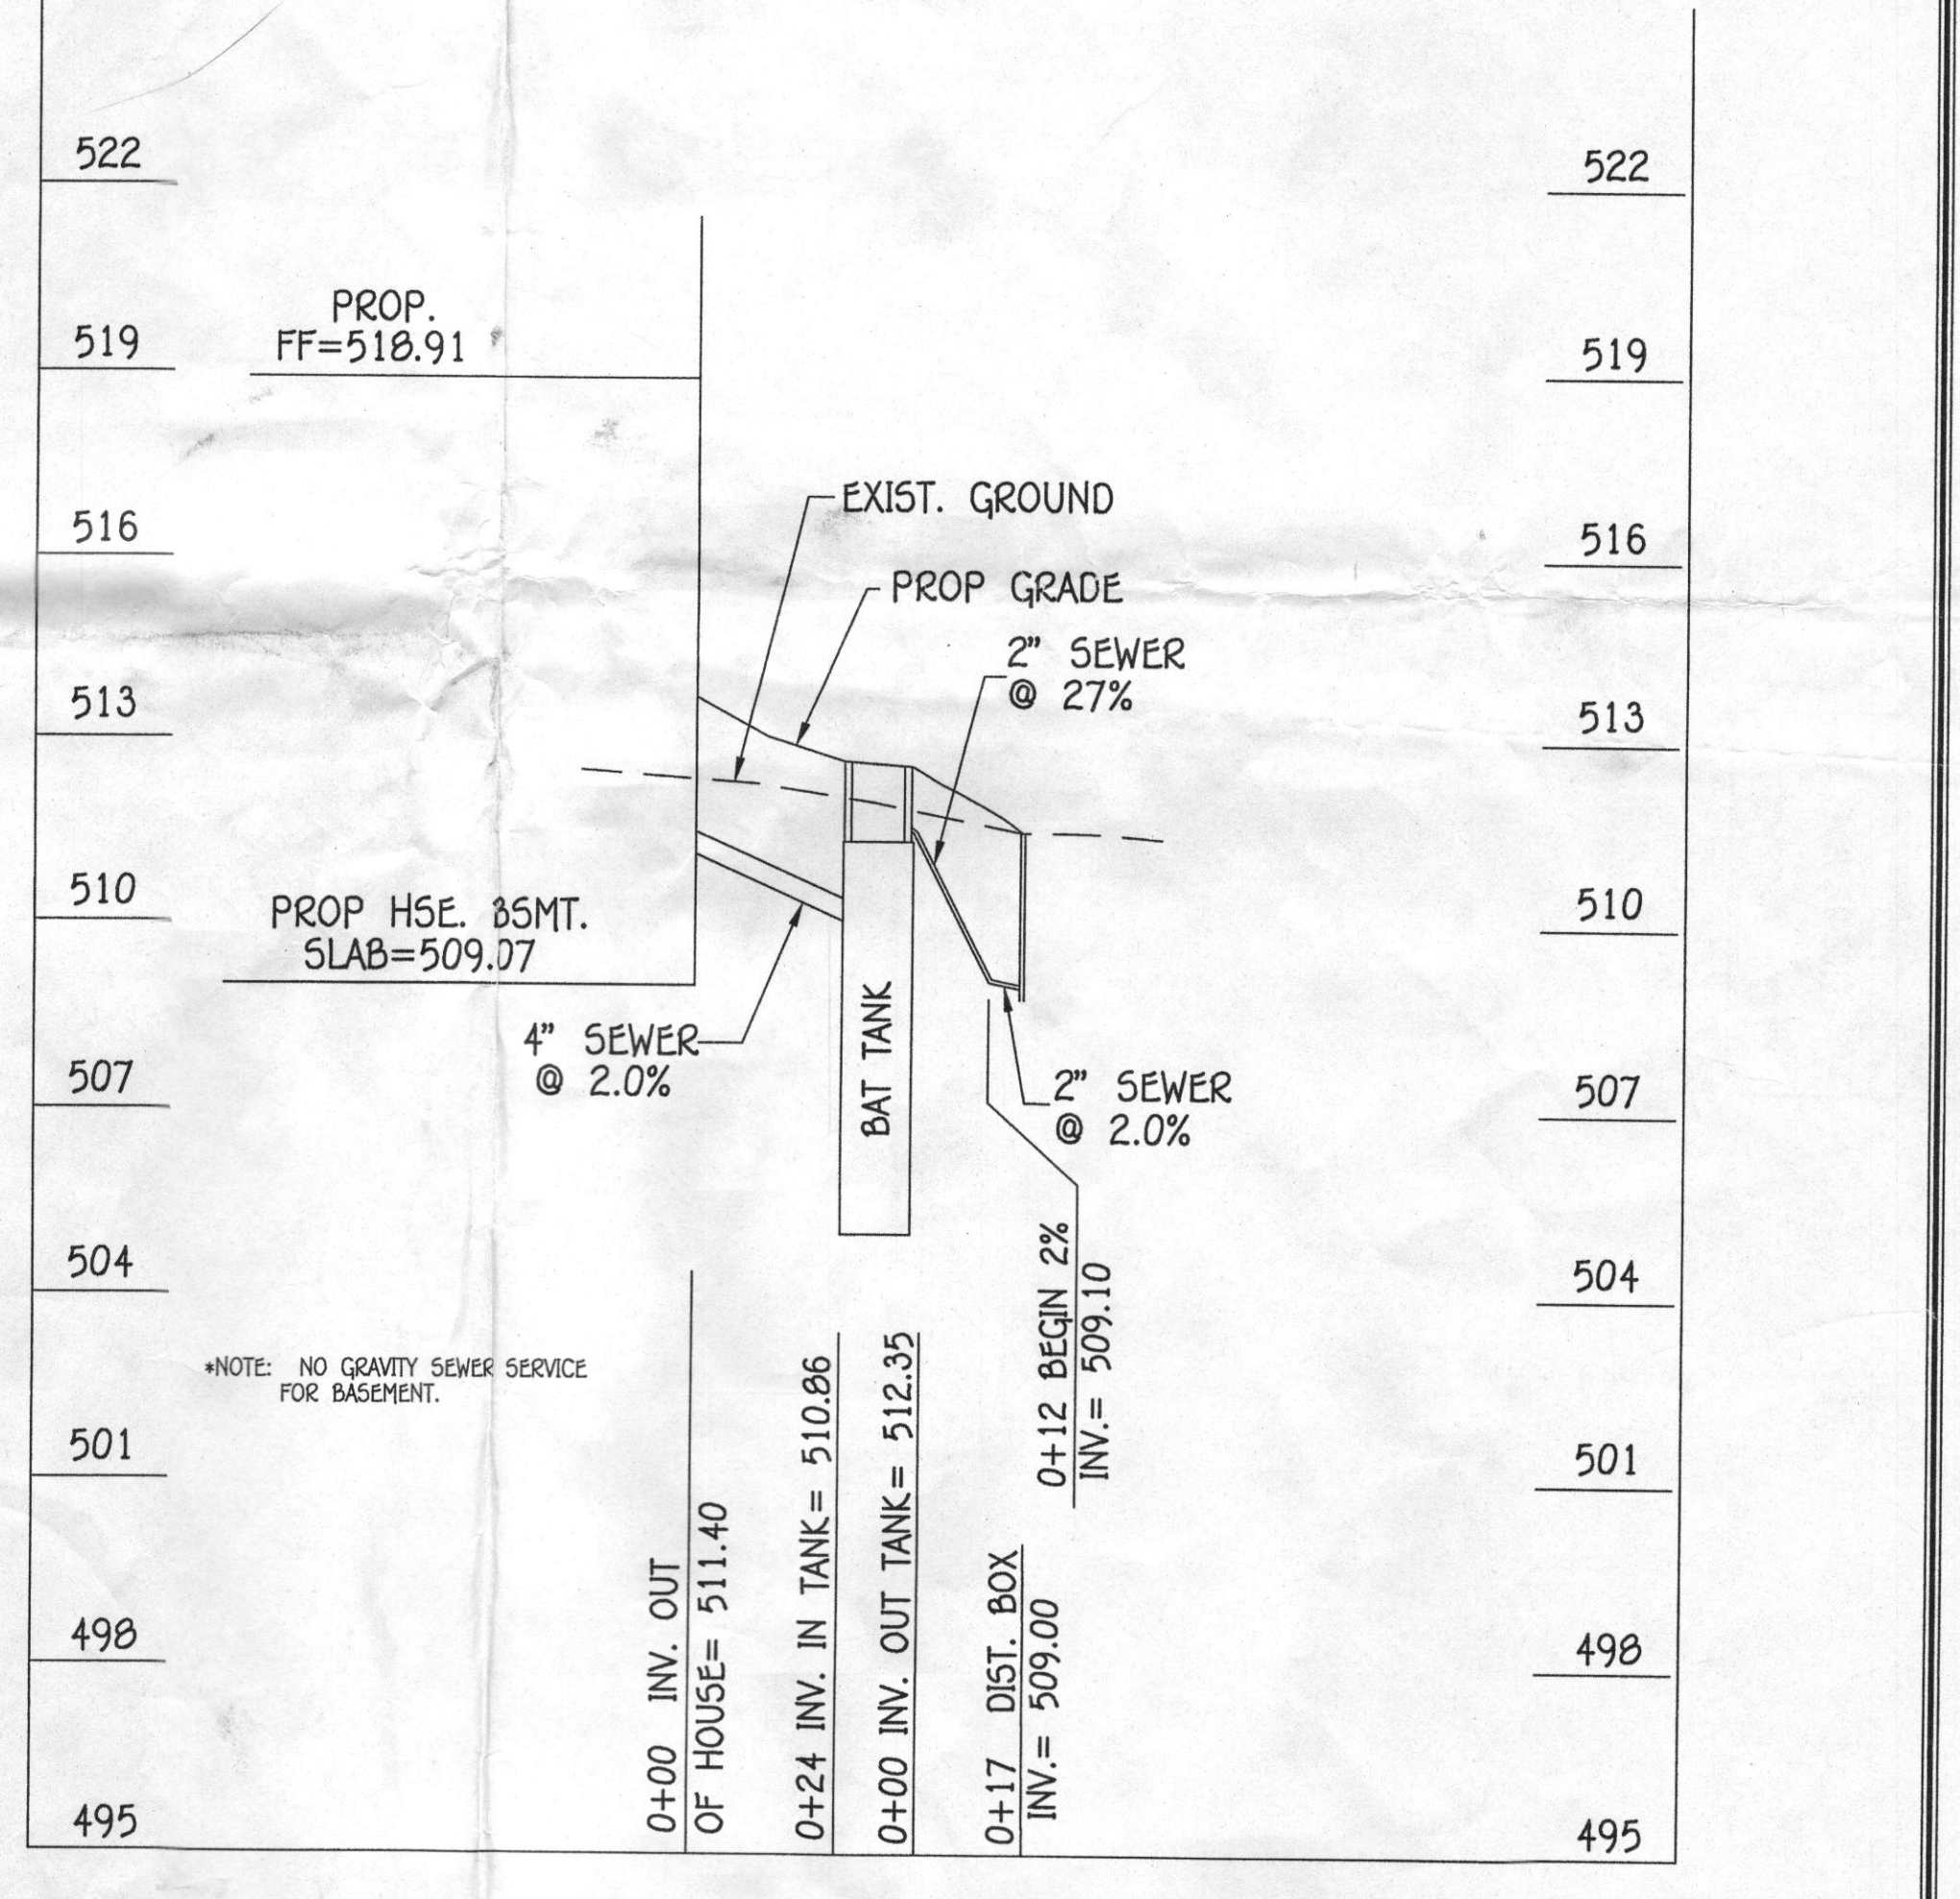 522
522
PROP.
FF=518.91
519
519
EXIST. GROUND
516
516
PROP GRADE
2" SEWER
@ 27%
513
513
510
510
PROP HSE. BSMT.
SLAB=509.07
4" SEWER
@ 2.0%
BAT TANK
507
507
2" SEWER
@ 2.0%
504
504
0+12 BEGIN 2%
INV.= 509.10
*NOTE: NO GRAVITY SEWER SERVICE
FOR BASEMENT.
501
501
0+00 INV. OUT
OF HOUSE= 511.40
0+24 INV. IN TANK= 510.86
0+00 INV. OUT TANK= 512.35
0+17 DIST. BOX
INV.= 509.00
498
498
495
495